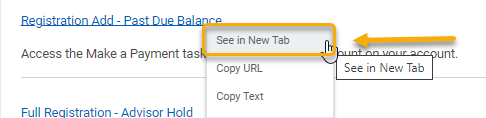 Registration Add - Past Due Balance
See in New Tab
Access the Make a Payment task ount on your account.
See in New Tab
Copy URL
Copy Text
Full Registration - Advisor Hold